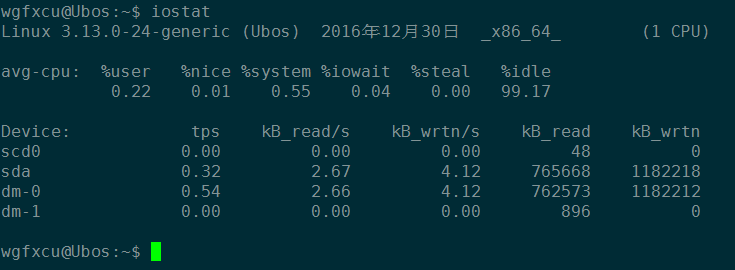 wgfxcu@Ubos:~$ iostat
Linux 3.13.0-24-generic (Ubos)  2016年12月30日  _x86_64_        (1 CPU)
avg-cpu:  %user   %nice %system %iowait  %steal   %idle
           0.22    0.01    0.55    0.04    0.00   99.17
Device:            tps    kB_read/s    kB_wrtn/s    kB_read    kB_wrtn
scd0              0.00         0.00         0.00         48          0
sda               0.32         2.67         4.12     765668    1182218
dm-0              0.54         2.66         4.12     762573    1182212
dm-1              0.00         0.00         0.00        896          0
wgfxcu@Ubos:~$